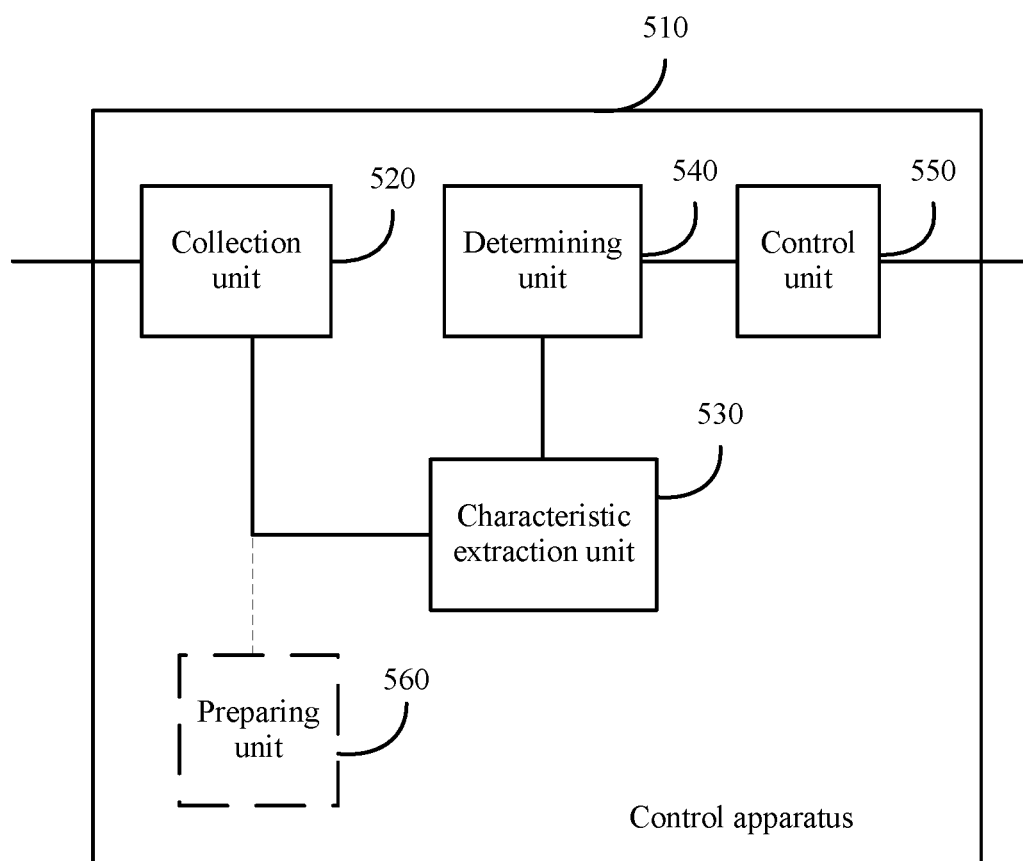 510
520
540
550
Collection
unit
Determining
unit
Control
unit
530
Characteristic
extraction unit
560
Preparing
unit
Control apparatus